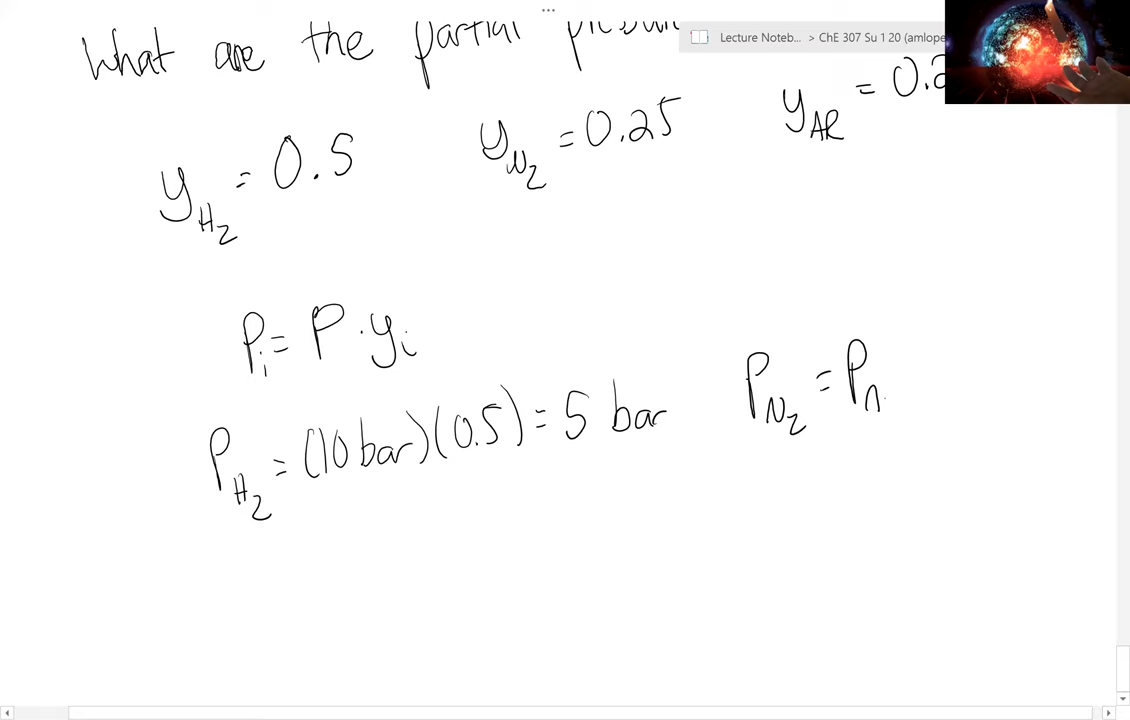 What are the partial
Lecture Noteb... > ChE 307 Su 1 20 (amlope
y_H2 = 0.5 y_N2 = 0.25 y_AR = 0.2
P_i = P · y_i
P_H2 = (10 bar)(0.5) = 5 bar P_N2 = P_n